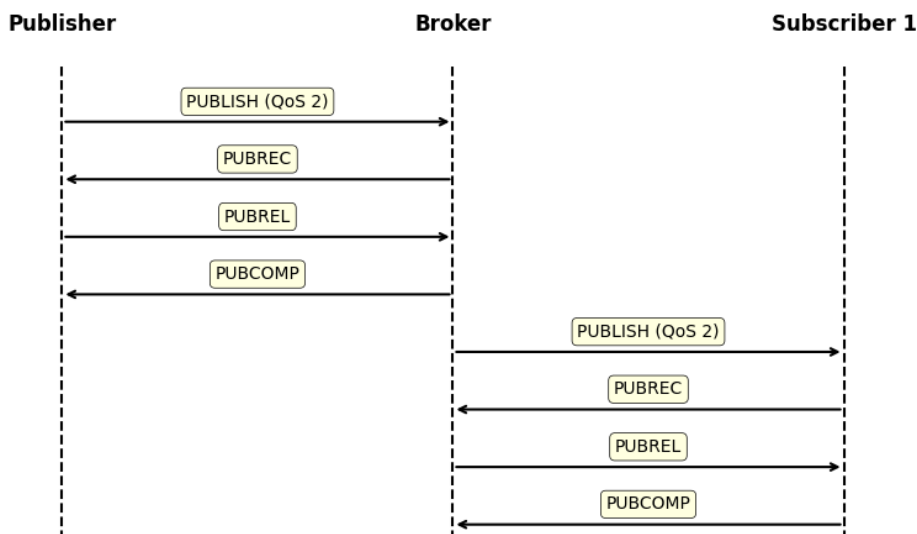 Publisher Broker Subscriber 1
PUBLISH (QoS 2)
PUBREC
PUBREL
PUBCOMP
PUBLISH (QoS 2)
PUBREC
PUBREL
PUBCOMP